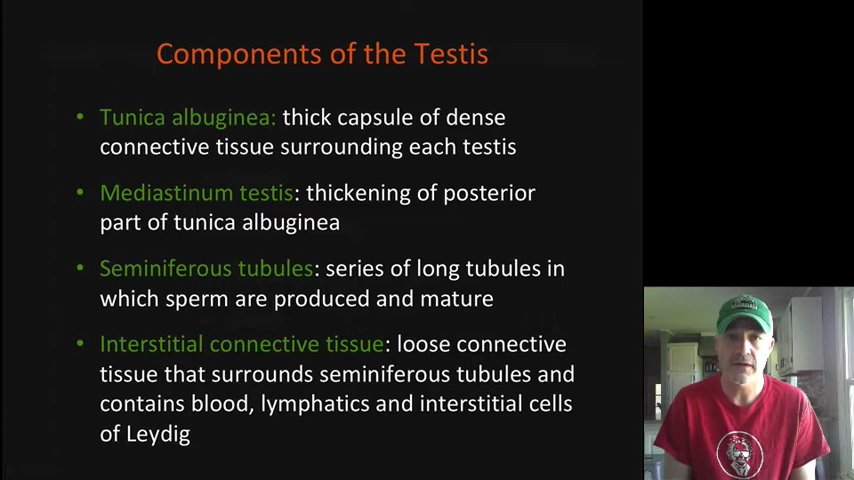 Components of the Testis
• Tunica albuginea: thick capsule of dense
connective tissue surrounding each testis
• Mediastinum testis: thickening of posterior
part of tunica albuginea
• Seminiferous tubules: series of long tubules in
which sperm are produced and mature
• Interstitial connective tissue: loose connective
tissue that surrounds seminiferous tubules and
contains blood, lymphatics and interstitial cells
of Leydig